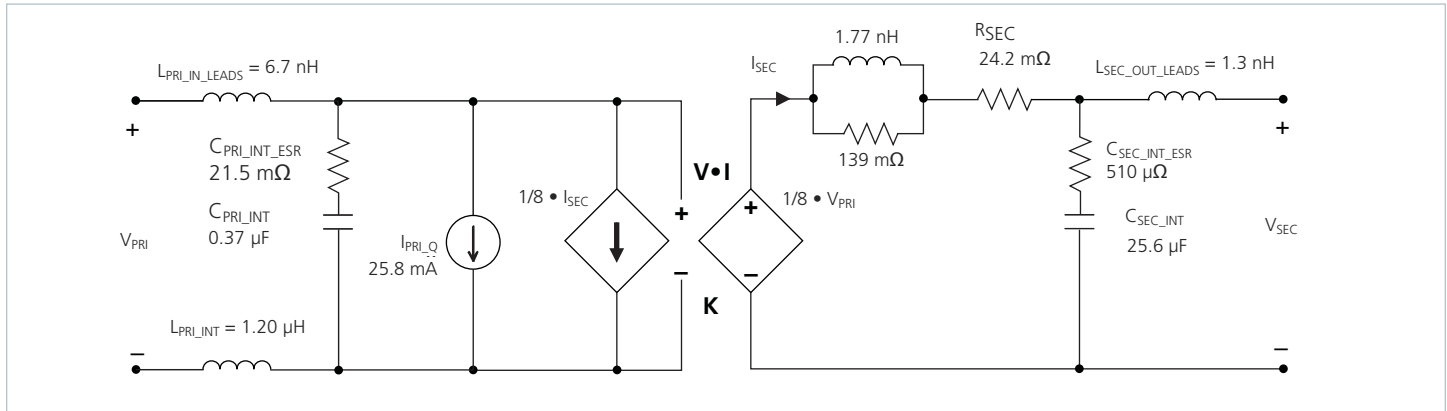 L_PRI_IN_LEADS = 6.7 nH
+
C_PRI_INT_ESR
21.5 mΩ
C_PRI_INT
0.37 μF
V_PRI
I_PRI_Q
25.8 mA
1/8 • I_SEC
L_PRI_INT = 1.20 μH
–
V•I
+
–
K
+
–
1/8 • V_PRI
I_SEC
1.77 nH
139 mΩ
R_SEC
24.2 mΩ
L_SEC_OUT_LEADS = 1.3 nH
+
C_SEC_INT_ESR
510 μΩ
C_SEC_INT
25.6 μF
V_SEC
–